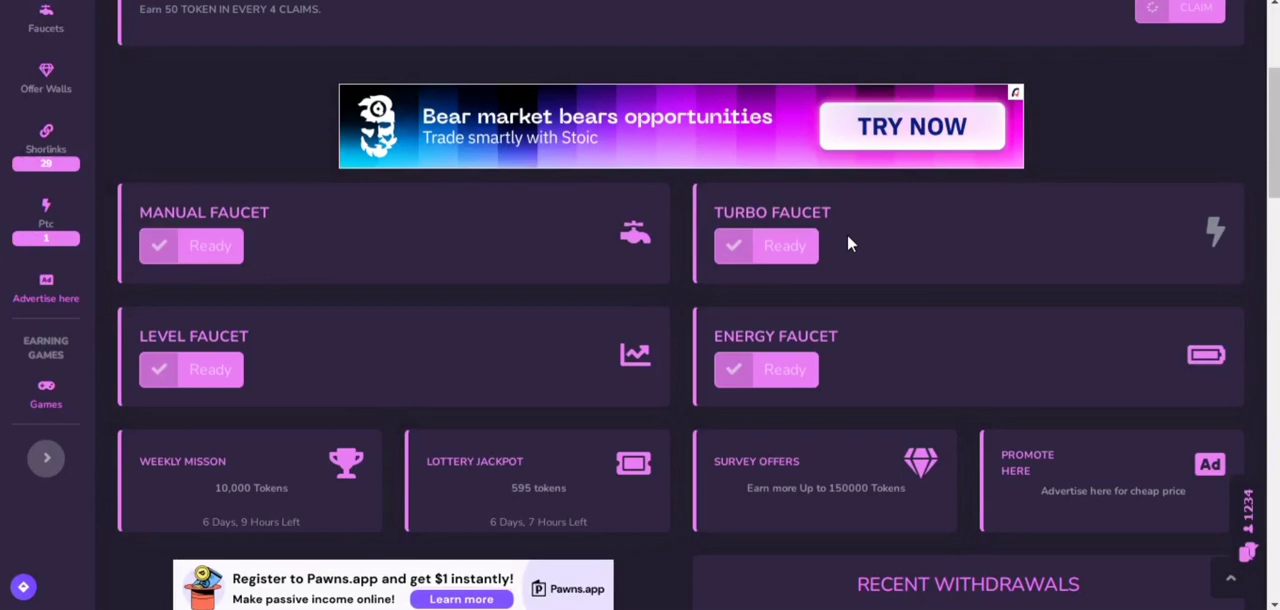 Faucets
Offer Walls
Shorlinks
29
Ptc
1
Advertise here
EARNING
GAMES
Games
Earn 50 TOKEN IN EVERY 4 CLAIMS.
CLAIM
Bear market bears opportunities
Trade smartly with Stoic
TRY NOW
MANUAL FAUCET
Ready
TURBO FAUCET
Ready
LEVEL FAUCET
Ready
ENERGY FAUCET
Ready
WEEKLY MISSON
10,000 Tokens
6 Days, 9 Hours Left
LOTTERY JACKPOT
595 tokens
6 Days, 7 Hours Left
SURVEY OFFERS
Earn more Up to 150000 Tokens
PROMOTE
HERE
Ad
Advertise here for cheap price
1234
Register to Pawns.app and get $1 instantly!
Make passive income online!
Learn more
Pawns.app
RECENT WITHDRAWALS